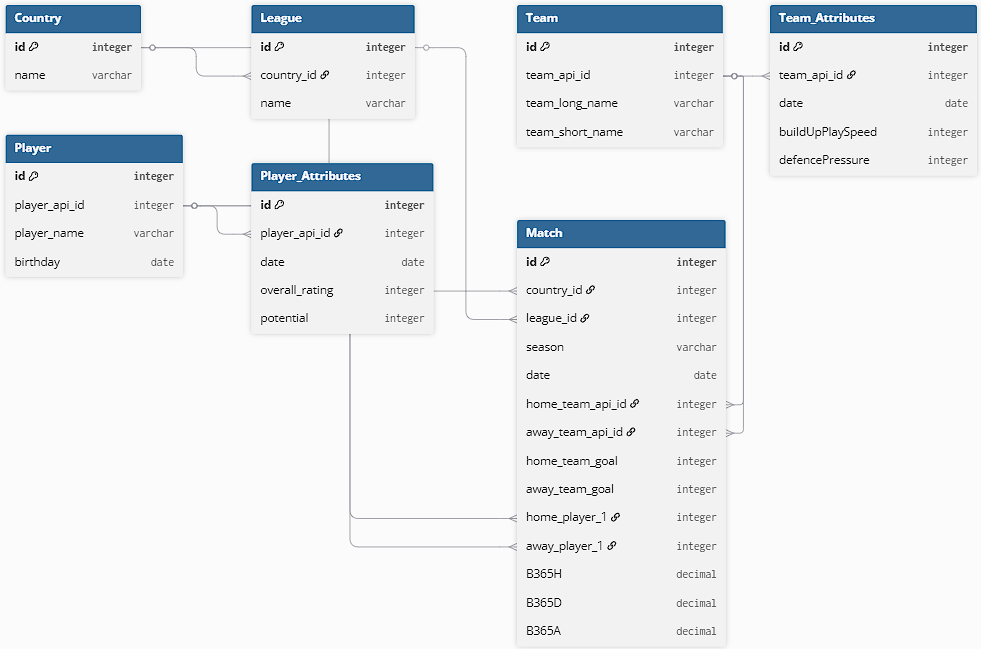 Country
id integer
name varchar
League
id integer
country_id integer
name varchar
Team
id integer
team_api_id integer
team_long_name varchar
team_short_name varchar
Team_Attributes
id integer
team_api_id integer
date date
buildUpPlaySpeed integer
defencePressure integer
Player
id integer
player_api_id integer
player_name varchar
birthday date
Player_Attributes
id integer
player_api_id integer
date date
overall_rating integer
potential integer
Match
id integer
country_id integer
league_id integer
season varchar
date date
home_team_api_id integer
away_team_api_id integer
home_team_goal integer
away_team_goal integer
home_player_1 integer
away_player_1 integer
B365H decimal
B365D decimal
B365A decimal